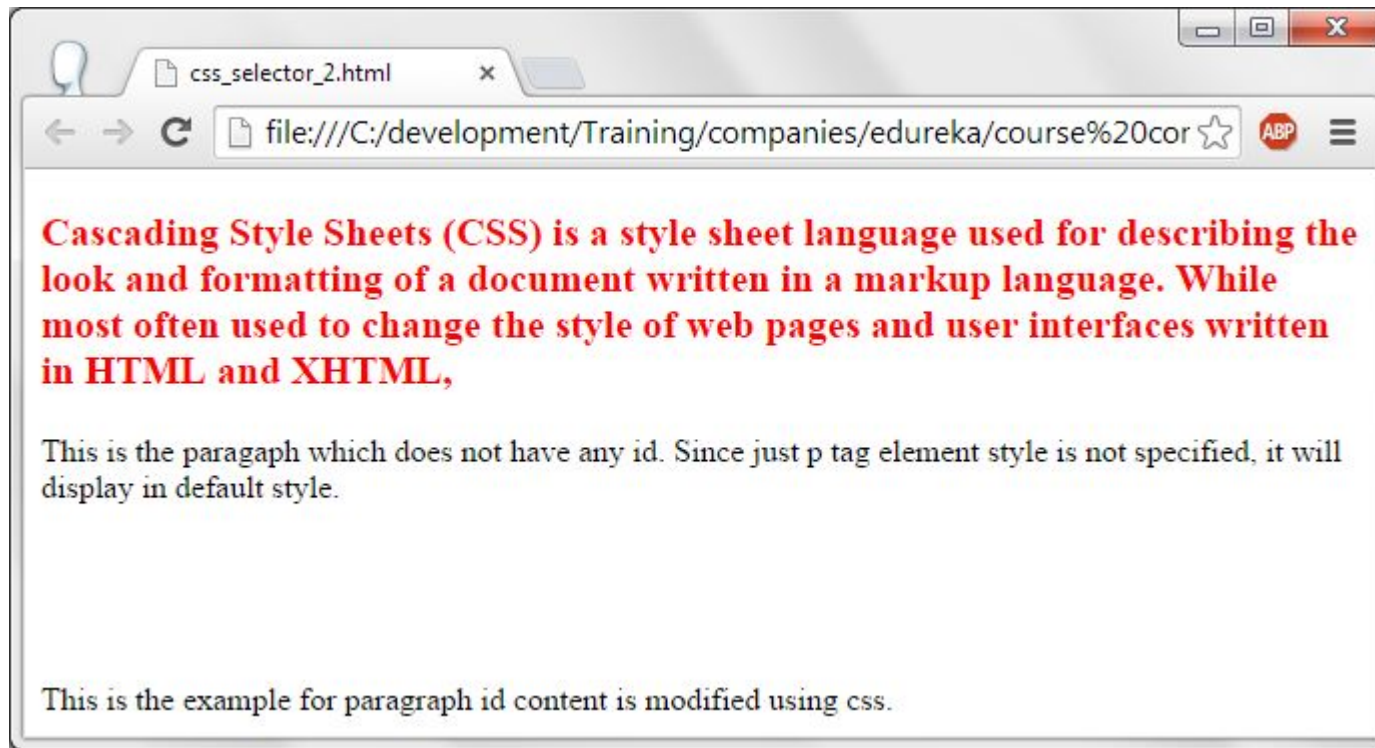 css_selector_2.html
file:///C:/development/Training/companies/edureka/course%20cor
ABP
Cascading Style Sheets (CSS) is a style sheet language used for describing the
look and formatting of a document written in a markup language. While
most often used to change the style of web pages and user interfaces written
in HTML and XHTML,
This is the paragaph which does not have any id. Since just p tag element style is not specified, it will
display in default style.
This is the example for paragraph id content is modified using css.